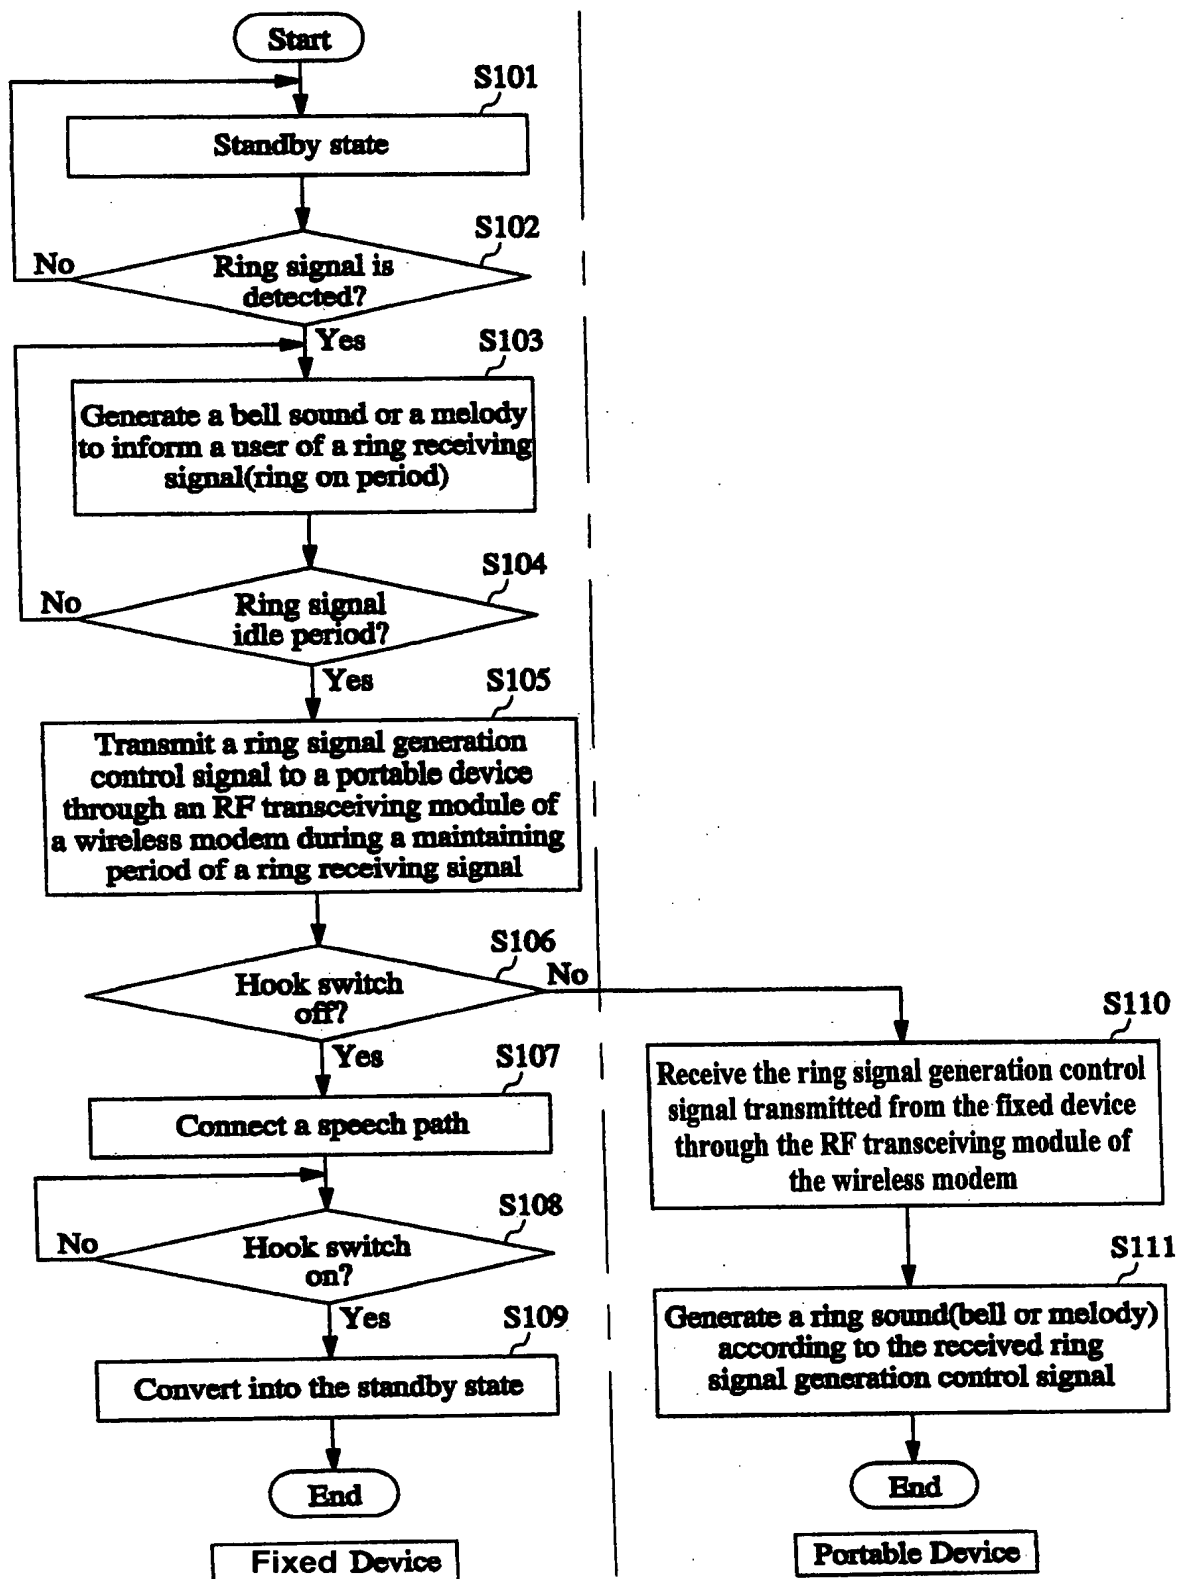 Start
S101
Standby state
S102
Ring signal is
detected?
No
Yes
S103
Generate a bell sound or a melody
to inform a user of a ring receiving
signal(ring on period)
S104
Ring signal
idle period?
No
Yes
S105
Transmit a ring signal generation
control signal to a portable device
through an RF transceiving module of
a wireless modem during a maintaining
period of a ring receiving signal
S106
Hook switch
off?
No
Yes
S107
Connect a speech path
S108
Hook switch
on?
No
Yes
S109
Convert into the standby state
End
Fixed Device
S110
Receive the ring signal generation control
signal transmitted from the fixed device
through the RF transceiving module of
the wireless modem
S111
Generate a ring sound(bell or melody)
according to the received ring
signal generation control signal
End
Portable Device